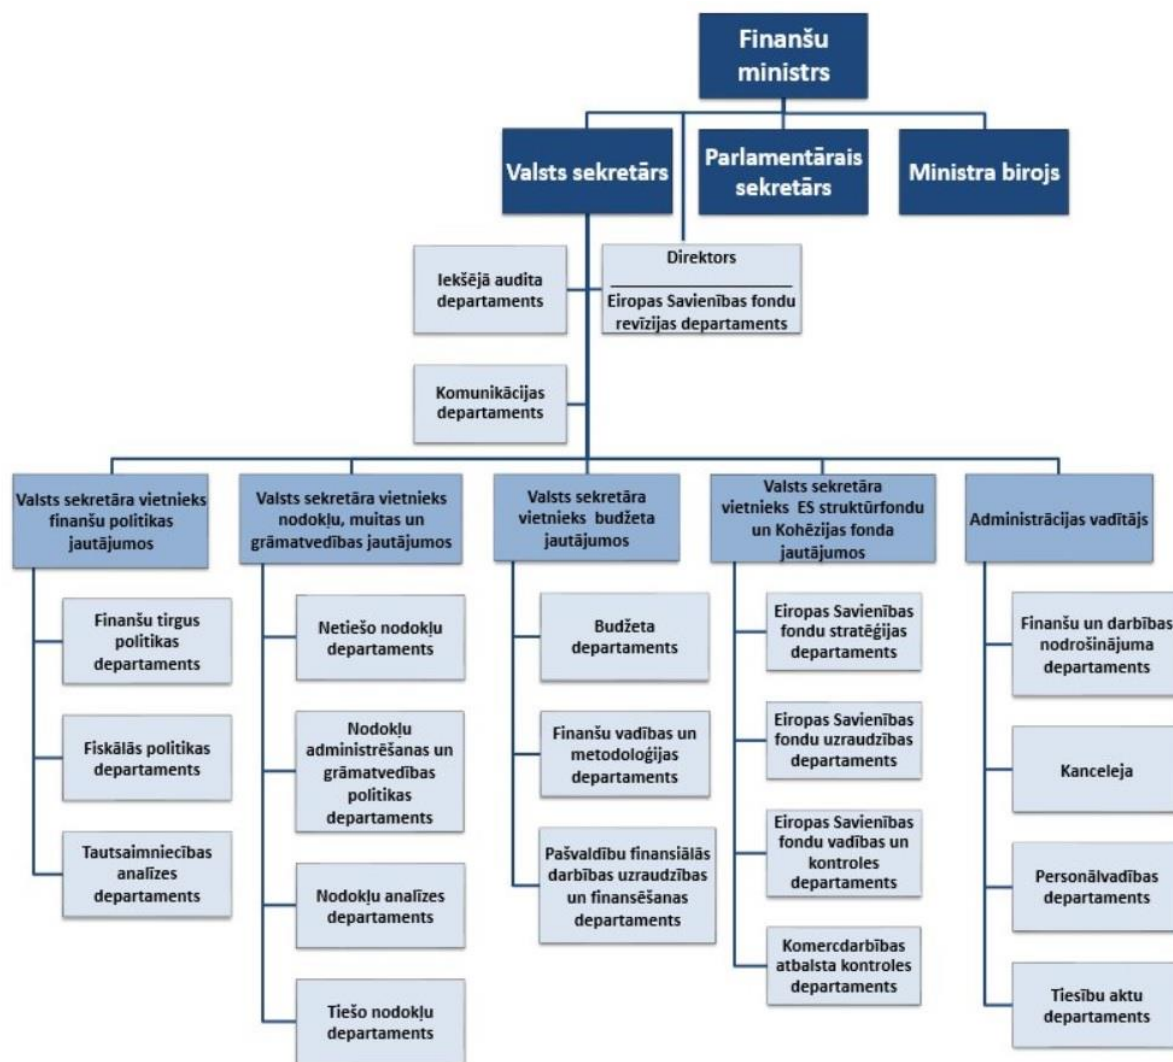 Finanšu
ministrs
Valsts sekretārs
Parlamentārais
sekretārs
Ministra birojs
Iekšējā audita
departaments
Direktors
Eiropas Savienības fondu
revīzijas departaments
Komunikācijas
departaments
Valsts sekretāra vietnieks
finanšu politikas
jautājumos
Valsts sekretāra vietnieks
nodokļu, muitas un
grāmatvedības jautājumos
Valsts sekretāra
vietnieks budžeta
jautājumos
Valsts sekretāra
vietnieks ES struktūrfondu
un Kohēzijas fonda
jautājumos
Administrācijas vadītājs
Finanšu tirgus
politikas
departaments
Fiskālās politikas
departaments
Tautsaimniecības
analīzes
departaments
Netiešo nodokļu
departaments
Nodokļu
administrēšanas un
grāmatvedības
politikas
departaments
Nodokļu analīzes
departaments
Tiešo nodokļu
departaments
Budžeta
departaments
Finanšu vadības un
metodoloģijas
departaments
Pašvaldību finansiālās
darbības uzraudzības
un finansēšanas
departaments
Eiropas Savienības
fondu stratēģijas
departaments
Eiropas Savienības
fondu uzraudzības
departaments
Eiropas Savienības
fondu vadības un
kontroles
departaments
Komercdarbības
atbalsta kontroles
departaments
Finanšu un darbības
nodrošinājuma
departaments
Kanceleja
Personālvadības
departaments
Tiesību aktu
departaments